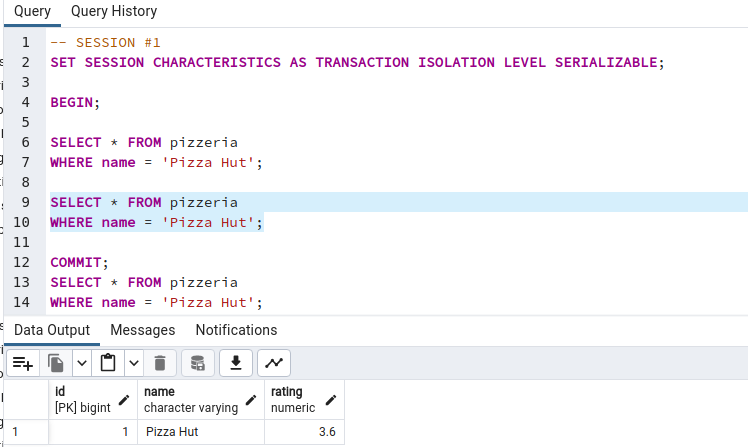 Query Query History
1 -- SESSION #1
2 SET SESSION CHARACTERISTICS AS TRANSACTION ISOLATION LEVEL SERIALIZABLE;
3
4 BEGIN;
5
6 SELECT * FROM pizzeria
7 WHERE name = 'Pizza Hut';
8
9 SELECT * FROM pizzeria
10 WHERE name = 'Pizza Hut';
11
12 COMMIT;
13 SELECT * FROM pizzeria
14 WHERE name = 'Pizza Hut';
Data Output Messages Notifications
id name rating
[PK] bigint character varying numeric
1 1 Pizza Hut 3.6